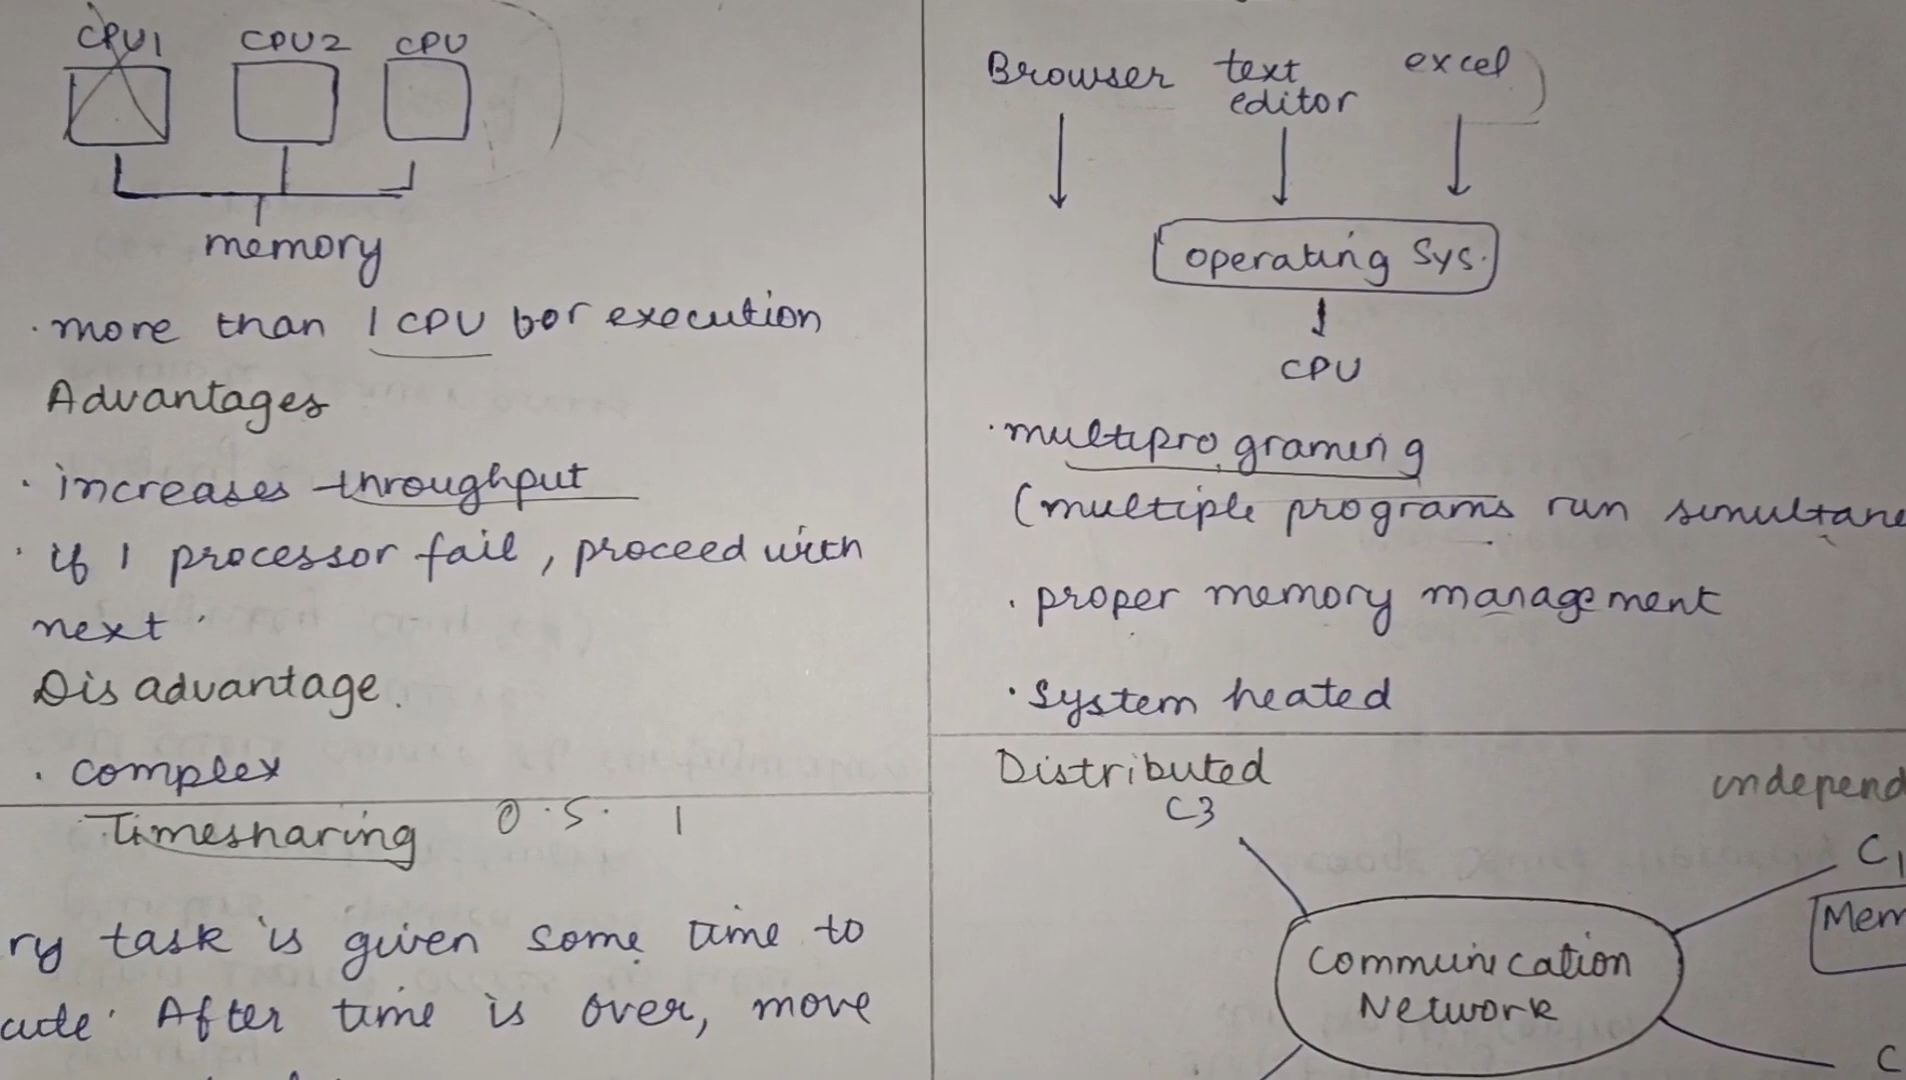 CPU1 CPU2 CPU
memory
. more than 1 CPU for execution
Advantages
. increases throughput
. if 1 processor fail, proceed with
next.
Disadvantage.
. complex
Timesharing O.S. 1
ry task is given some time to
cute. After time is over, move
Browser text editor excel
operating Sys.
CPU
. multiprograming
(multiple programs run simultane
. proper memory management
. System heated
Distributed independ
C3
C1
Mem
Communication
Network
C